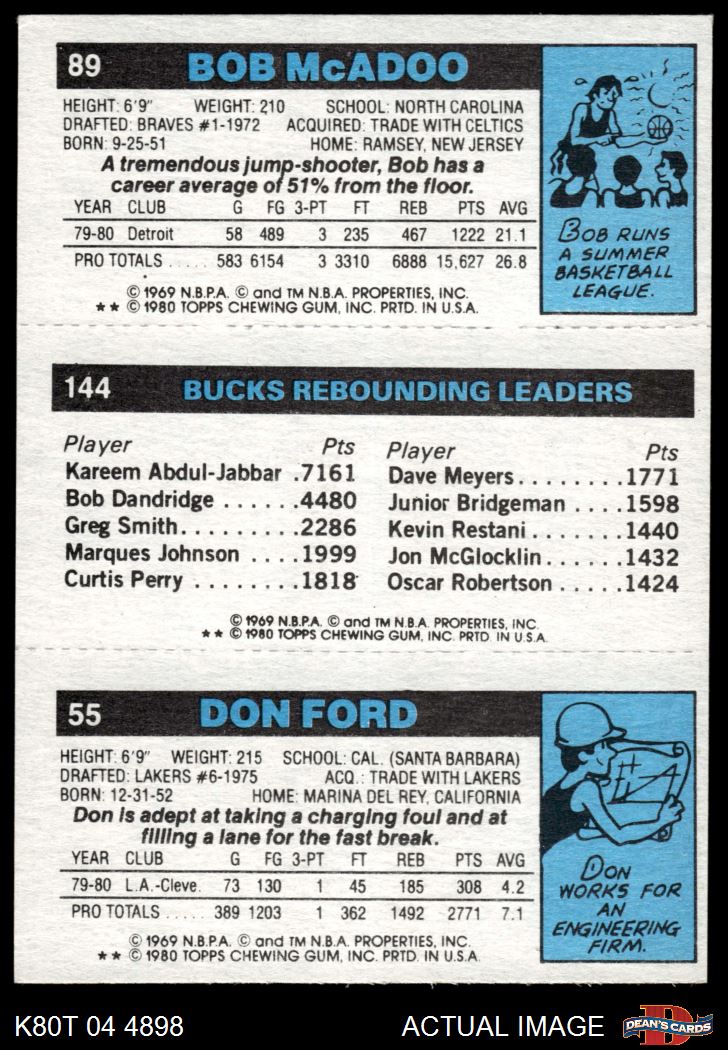 89 BOB McADOO
HEIGHT: 6'9" WEIGHT: 210 SCHOOL: NORTH CAROLINA
DRAFTED: BRAVES #1-1972 ACQUIRED: TRADE WITH CELTICS
BORN: 9-25-51 HOME: RAMSEY, NEW JERSEY
A tremendous jump-shooter, Bob has a
career average of 51% from the floor.
YEAR CLUB G FG 3-PT FT REB PTS AVG
79-80 Detroit 58 489 3 235 467 1222 21.1
PRO TOTALS ..... 583 6154 3 3310 6888 15,627 26.8
© 1969 N.B.P.A. © and TM N.B.A. PROPERTIES, INC.
** © 1980 TOPPS CHEWING GUM, INC. PRTD. IN U.S.A.
BOB RUNS
A SUMMER
BASKETBALL
LEAGUE.
144 BUCKS REBOUNDING LEADERS
Player Pts
Kareem Abdul-Jabbar .7161
Bob Dandridge ......4480
Greg Smith.........2286
Marques Johnson ....1999
Curtis Perry ........1818
Player Pts
Dave Meyers........1771
Junior Bridgeman ....1598
Kevin Restani .......1440
Jon McGlocklin......1432
Oscar Robertson .....1424
© 1969 N.B.P.A. © and TM N.B.A. PROPERTIES, INC.
** © 1980 TOPPS CHEWING GUM, INC. PRTD. IN U.S.A.
55 DON FORD
HEIGHT: 6'9" WEIGHT: 215 SCHOOL: CAL. (SANTA BARBARA)
DRAFTED: LAKERS #6-1975 ACQ.: TRADE WITH LAKERS
BORN: 12-31-52 HOME: MARINA DEL REY, CALIFORNIA
Don is adept at taking a charging foul and at
filling a lane for the fast break.
YEAR CLUB G FG 3-PT FT REB PTS AVG
79-80 L.A.-Cleve. 73 130 1 45 185 308 4.2
PRO TOTALS ..... 389 1203 1 362 1492 2771 7.1
© 1969 N.B.P.A. © and TM N.B.A. PROPERTIES, INC.
** © 1980 TOPPS CHEWING GUM, INC. PRTD. IN U.S.A.
DON
WORKS FOR
AN
ENGINEERING
FIRM.
K80T 04 4898 ACTUAL IMAGE
D
DEAN'S CARDS